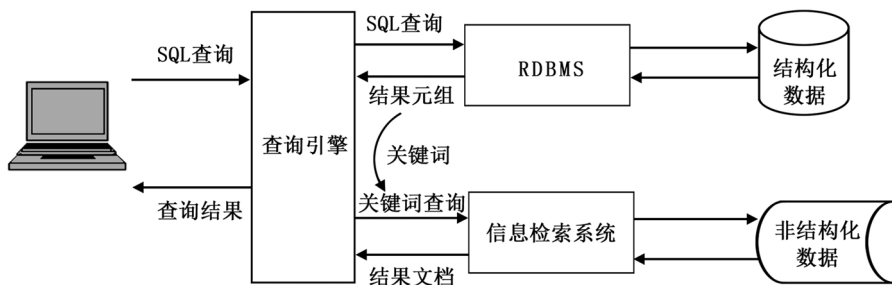 SQL查询
SQL查询
RDBMS
结构化
数据
结果元组
查询引擎
关键词
查询结果
关键词查询
信息检索系统
非结构化
数据
结果文档